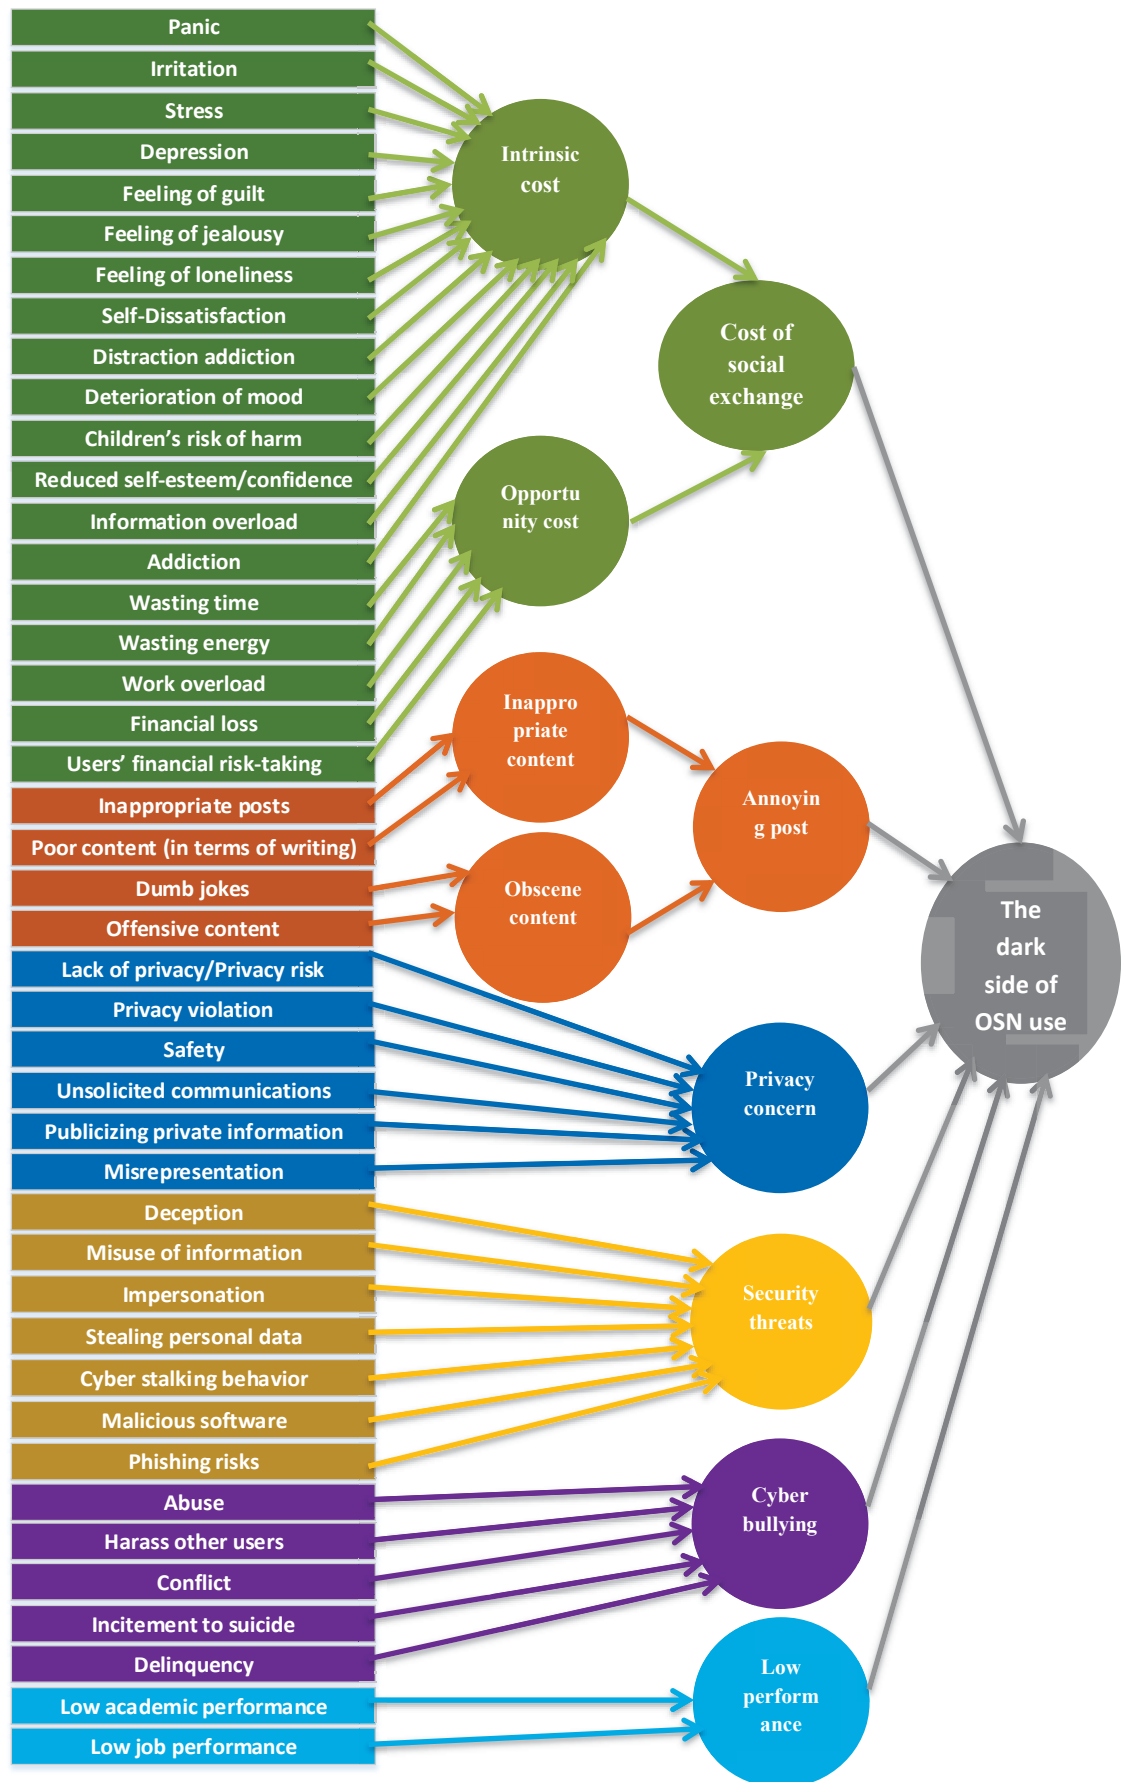 Panic
Irritation
Stress
Depression
Feeling of guilt
Feeling of jealousy
Feeling of loneliness
Self-Dissatisfaction
Distraction addiction
Deterioration of mood
Children’s risk of harm
Reduced self-esteem/confidence
Information overload
Addiction
Wasting time
Wasting energy
Work overload
Financial loss
Users’ financial risk-taking
Inappropriate posts
Poor content (in terms of writing)
Dumb jokes
Offensive content
Lack of privacy/Privacy risk
Privacy violation
Safety
Unsolicited communications
Publicizing private information
Misrepresentation
Deception
Misuse of information
Impersonation
Stealing personal data
Cyber stalking behavior
Malicious software
Phishing risks
Abuse
Harass other users
Conflict
Incitement to suicide
Delinquency
Low academic performance
Low job performance
Intrinsic
cost
Opportu
nity cost
Inappro
priate
content
Obscene
content
Cost of
social
exchange
Annoyin
g post
Privacy
concern
Security
threats
Cyber
bullying
Low
perform
ance
The
dark
side of
OSN use